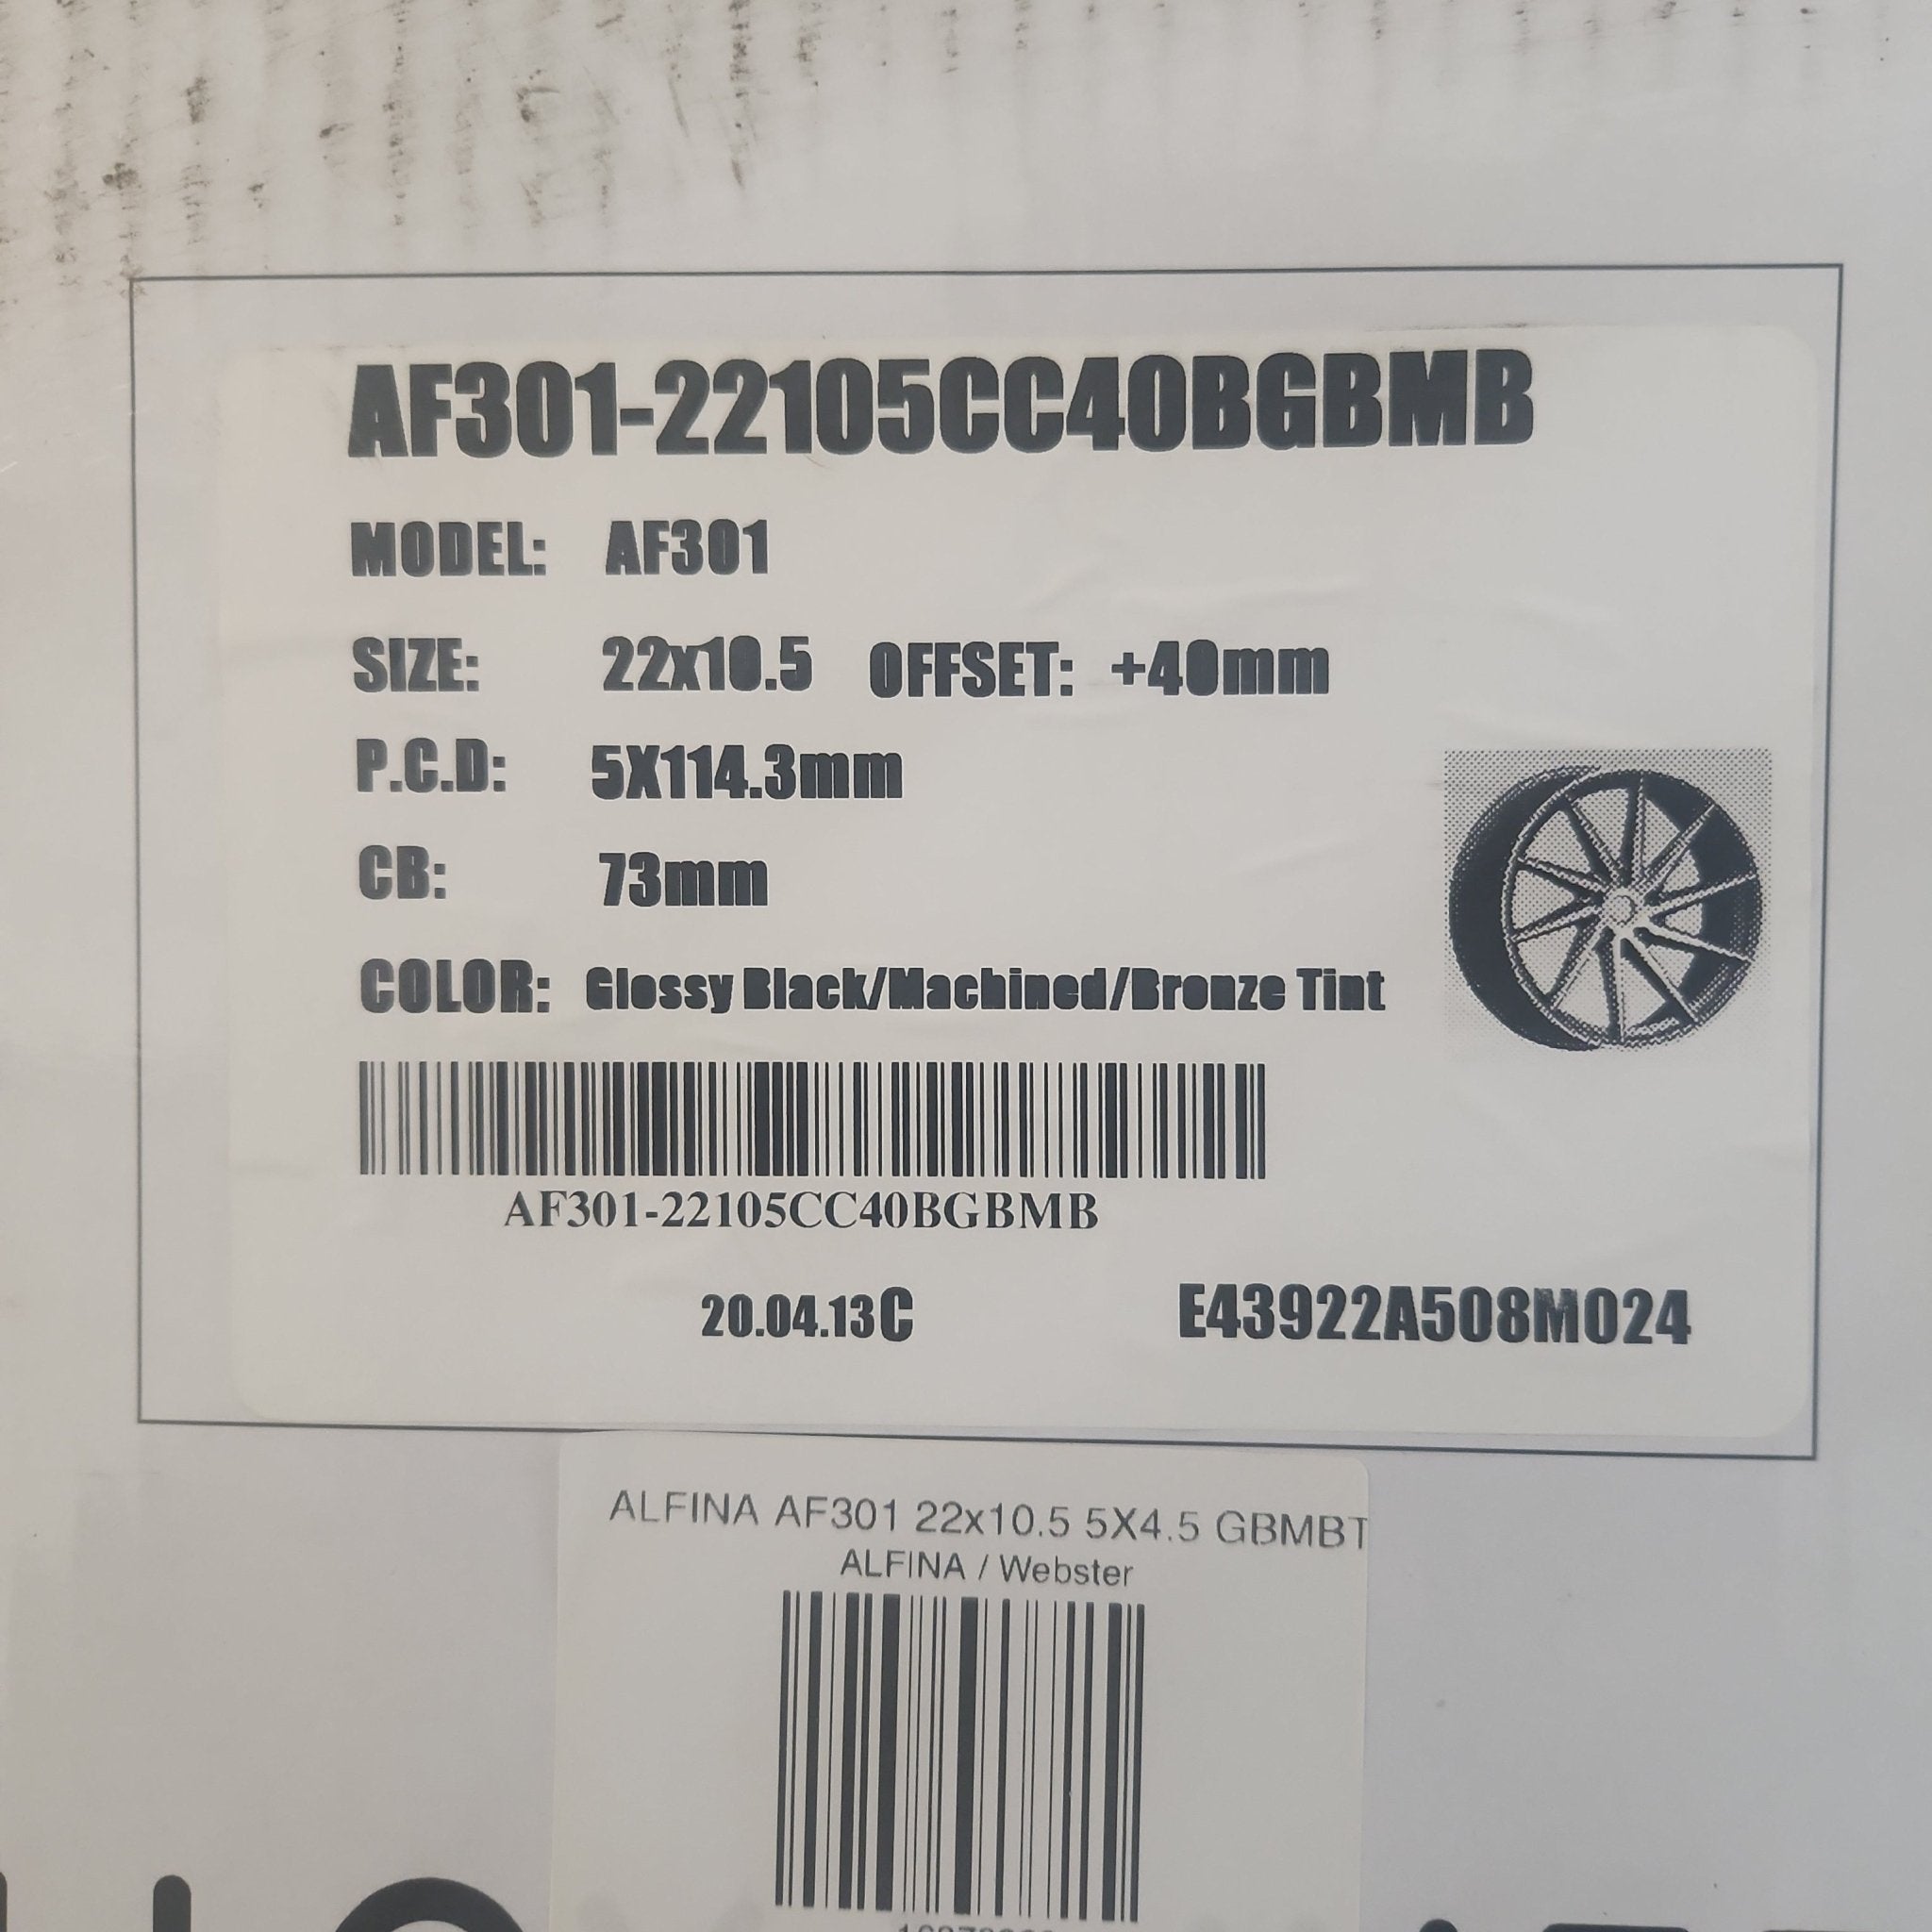 AF301-22105CC40BGBMB
MODEL: AF301
SIZE: 22x10.5 OFFSET: +40mm
P.C.D: 5X114.3mm
CB: 73mm
COLOR: Glossy Black/Machined/Bronze Tint
AF301-22105CC40BGBMB
20.04.13C E43922A508M024
ALFINA AF301 22x10.5 5X4.5 GBMBT
ALFINA / Webster